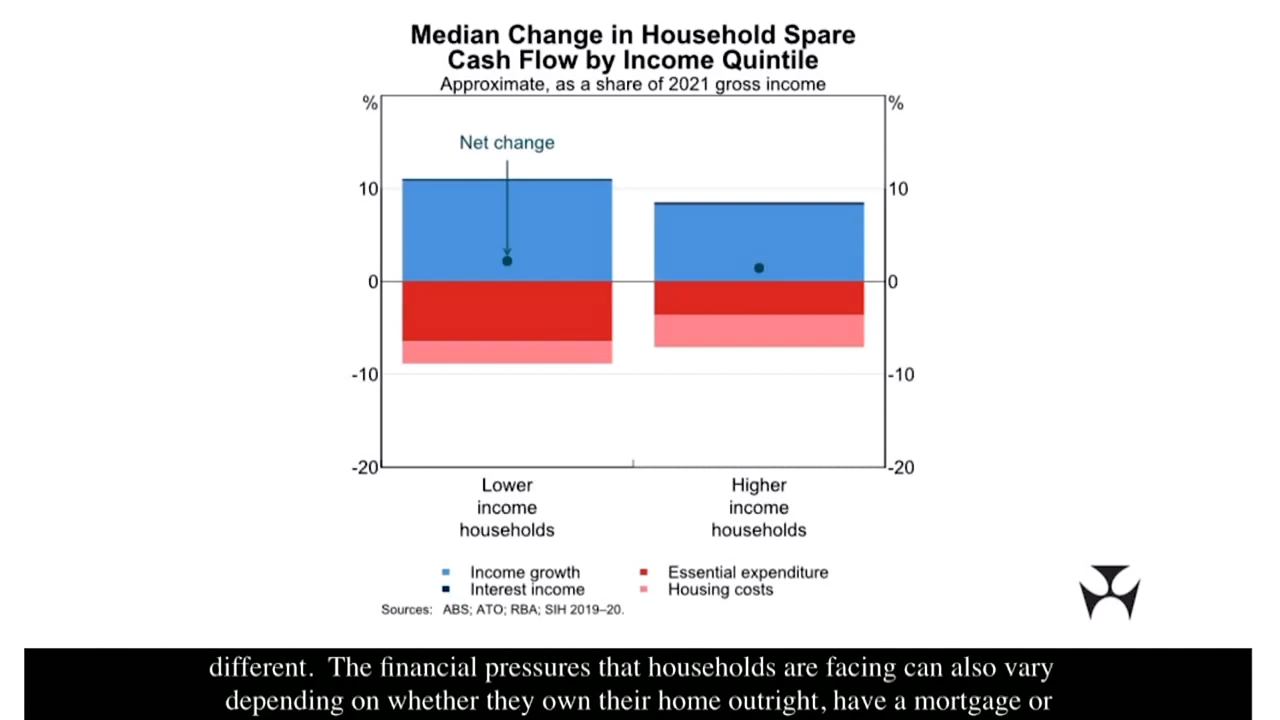 Median Change in Household Spare
Cash Flow by Income Quintile
Approximate, as a share of 2021 gross income
% %
Net change
10 10
0 0
-10 -10
-20 -20
Lower
income
households
Higher
income
households
Income growth
Interest income
Essential expenditure
Housing costs
Sources: ABS; ATO; RBA; SIH 2019–20.
different. The financial pressures that households are facing can also vary
depending on whether they own their home outright, have a mortgage or